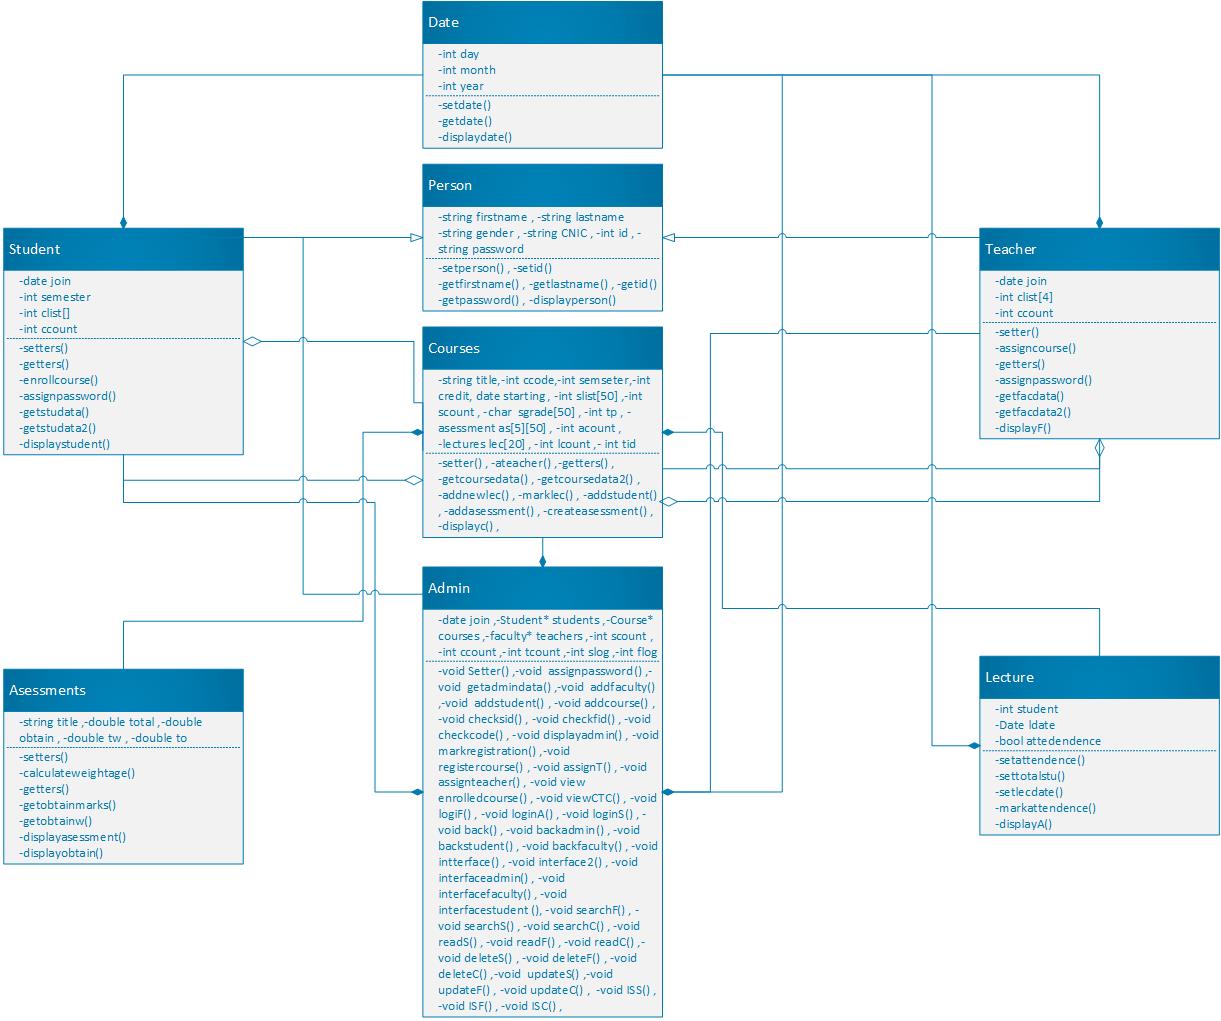 Date
-int day
-int month
-int year
-setdate()
-getdate()
-displaydate()
Person
-string firstname , -string lastname
-string gender , -string CNIC , -int id , -
string password
-setperson() , -setid()
-getfirstname() , -getlastname() , -getid()
-getpassword() , -displayperson()
Student
-date join
-int semester
-int clist[]
-int ccount
-setters()
-getters()
-enrollcourse()
-assignpassword()
-getstudata()
-getstudata2()
-displaystudent()
Teacher
-date join
-int clist[4]
-int ccount
-setter()
-assigncourse()
-getters()
-assignpassword()
-getfacdata()
-getfacdata2()
-displayF()
Courses
-string title,-int ccode,-int semseter,-int
credit, date starting , -int slist[50] ,-int
scount , -char  sgrade[50] , -int tp , -
asessment as[5][50] , -int acount ,
-lectures lec[20] , -int lcount ,- int tid
-setter() , -ateacher() ,-getters() ,
-getcoursedata() , -getcoursedata2() ,
-addnewlec() , -marklec() , -addstudent()
, -addasessment() , -createasessment() ,
-displayc() ,
Admin
-date join ,-Student* students ,-Course*
courses ,-faculty* teachers ,-int scount ,
-int ccount ,-int tcount ,-int slog ,-int flog
-void Setter() ,-void  assignpassword() ,-
void  getadmindata() ,-void  addfaculty()
,-void  addstudent() ,-void addcourse() ,
-void checksid() , -void checkfid() , -void
checkcode() , -void displayadmin() , -void
markregistration() , -void
registercourse() , -void assignT() , -void
assignteacher() , -void view
enrolledcourse() , -void viewCTC() , -void
logiF() , -void loginA() , -void loginS() , -
void back() , -void backadmin() , -void
backstudent() , -void backfaculty() , -void
intterface() , -void interface2() , -void
interfaceadmin() , -void
interfacefaculty() , -void
interfacestudent (), -void searchF() , -
void searchS() , -void searchC() , -void
readS() , -void readF() , -void readC() ,-
void deleteS() , -void deleteF() , -void
deleteC() ,-void  updateS() ,-void
updateF() , -void updateC() ,  -void ISS() ,
-void ISF() , -void ISC() ,
Asessments
-string title ,-double total ,-double
obtain , -double tw , -double to
-setters()
-calculateweightage()
-getters()
-getobtainmarks()
-getobtainw()
-displayasessment()
-displayobtain()
Lecture
-int student
-Date ldate
-bool attedendence
-setattendence()
-settotalstu()
-setlecdate()
-markattendence()
-displayA()